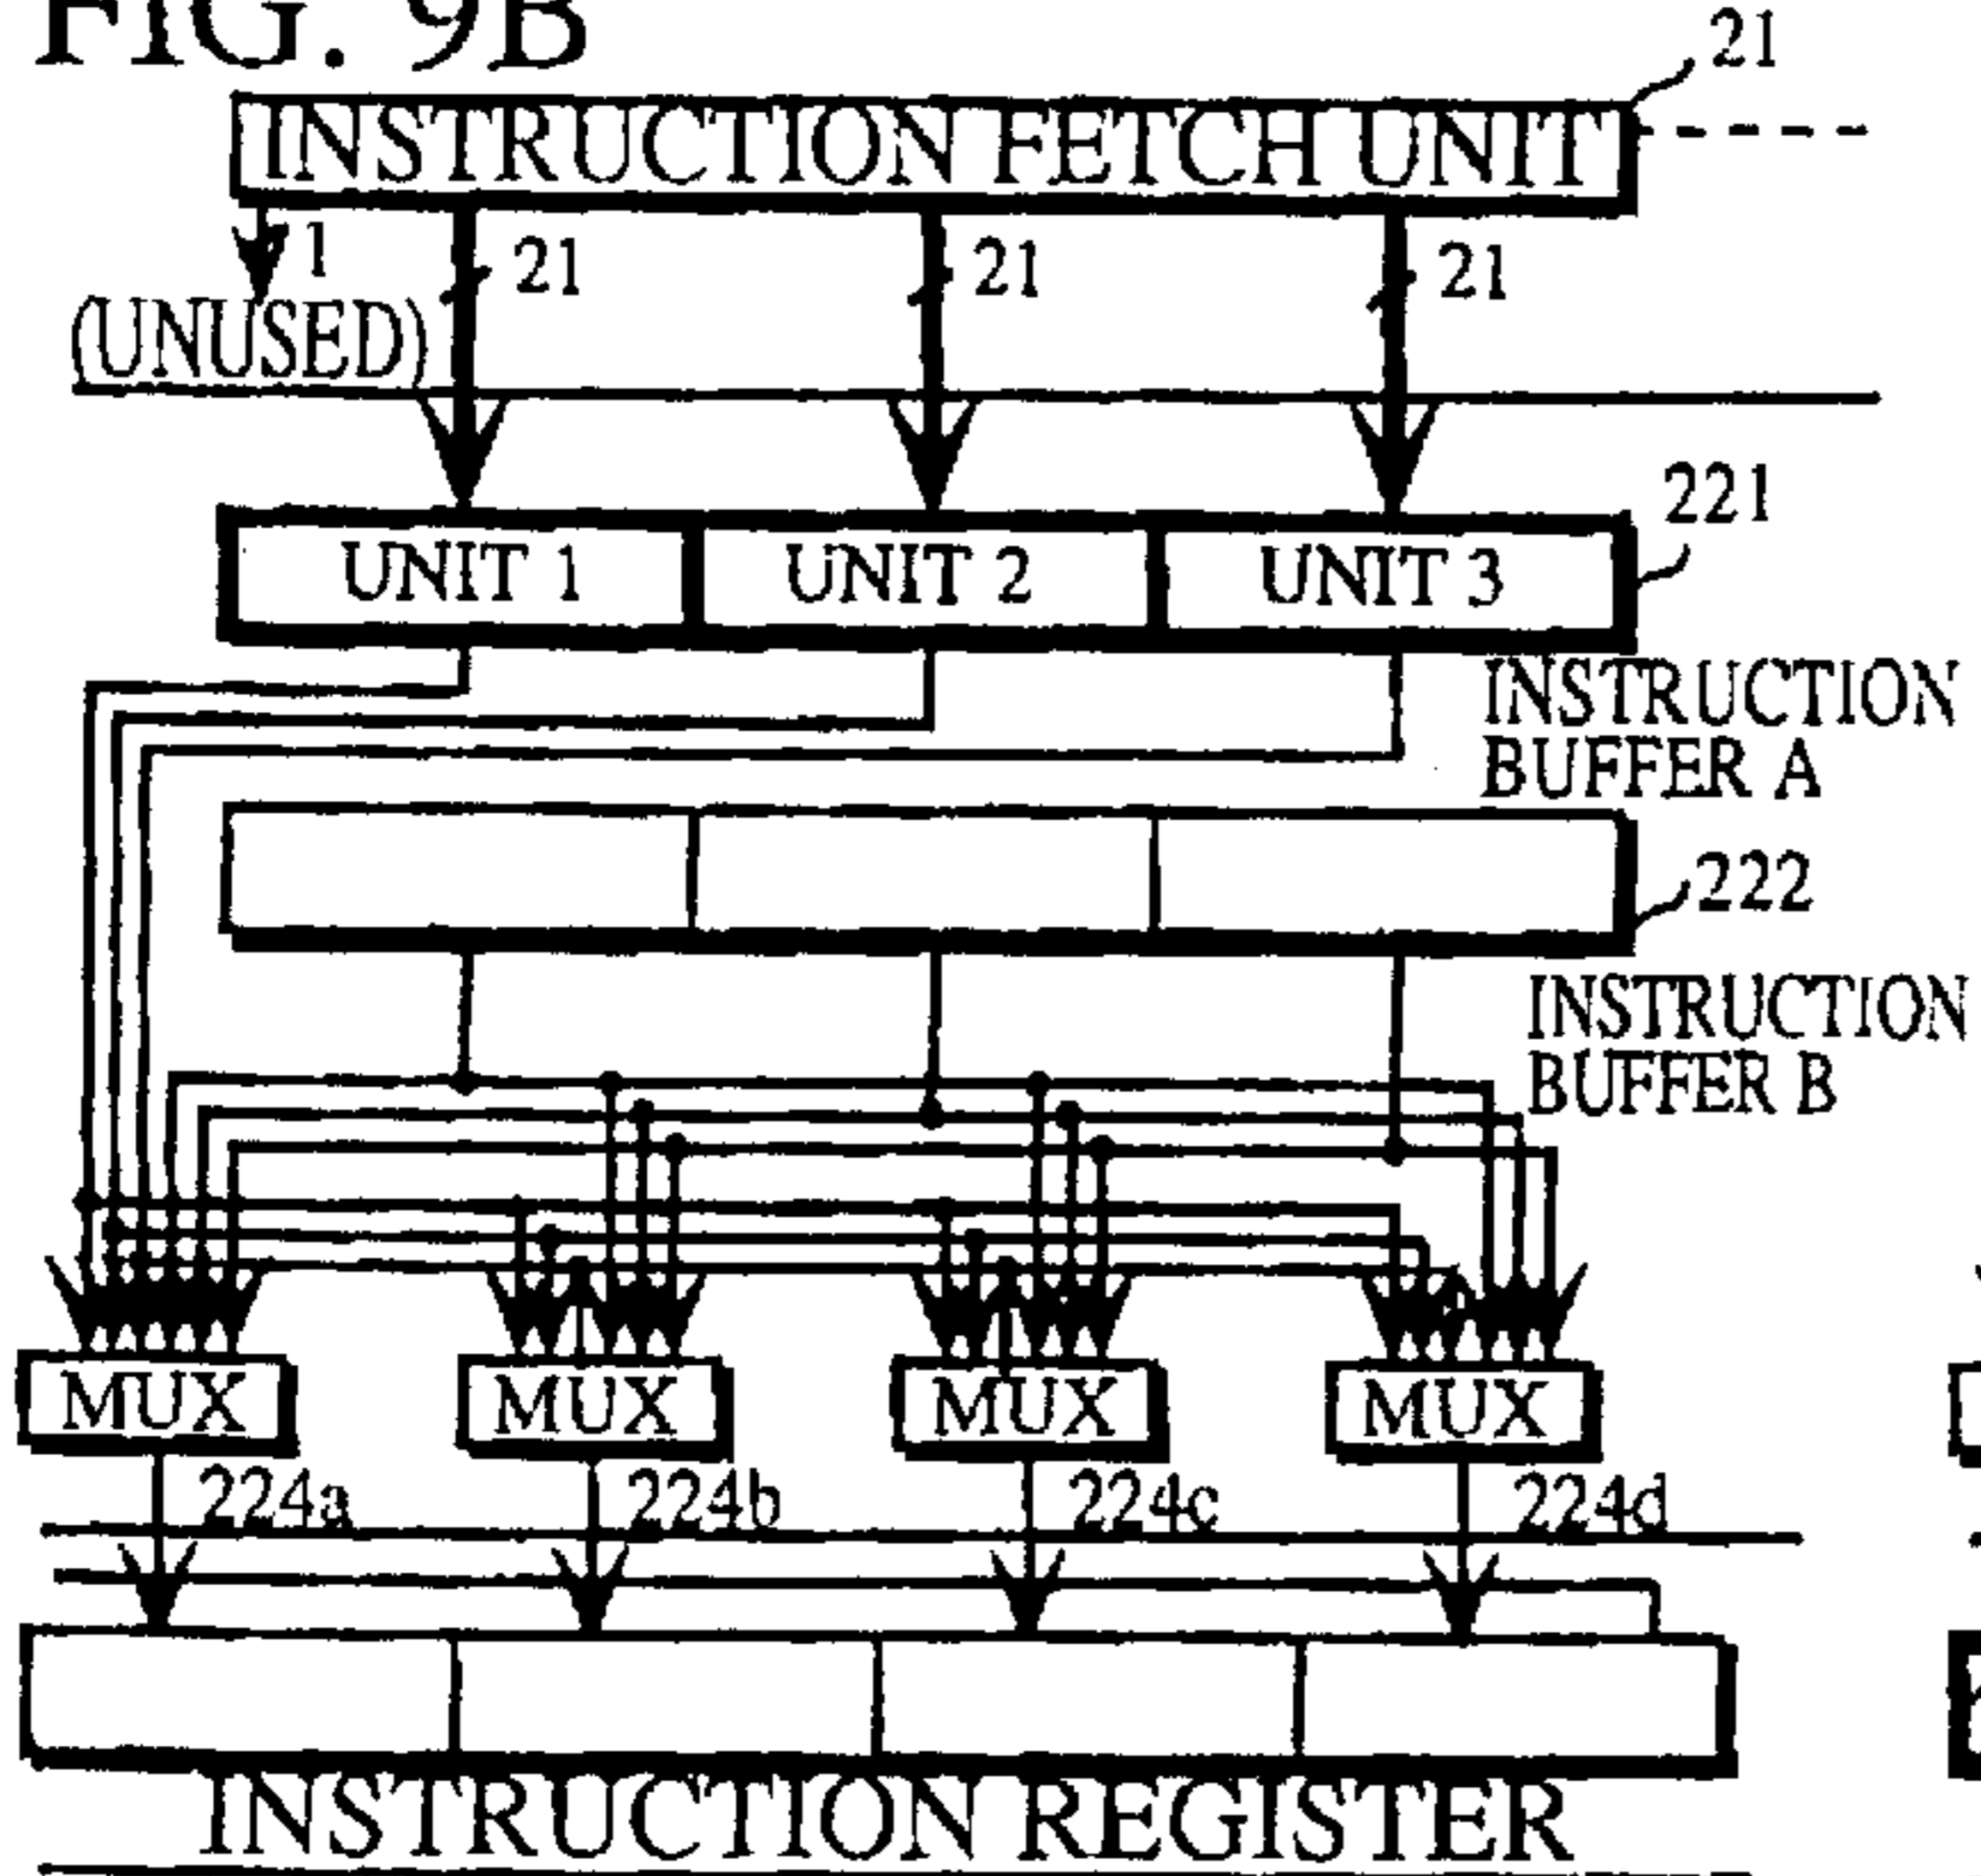 FIG. 9B
21
INSTRUCTION FETCH UNIT
1
21
21
21
(UNUSED)
221
UNIT 1
UNIT 2
UNIT 3
INSTRUCTION
BUFFER A
222
INSTRUCTION
BUFFER B
MUX
MUX
MUX
MUX
224a
224b
224c
224d
INSTRUCTION REGISTER